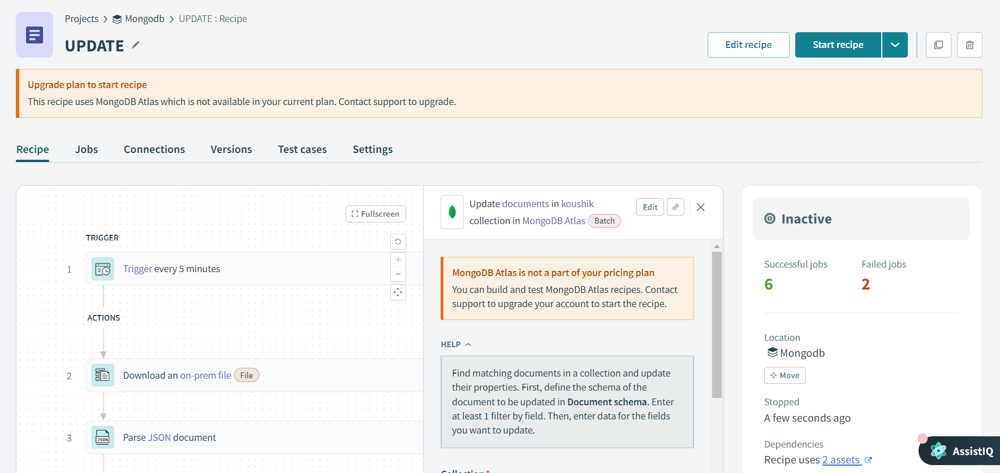 Projects > Mongodb > UPDATE : Recipe
UPDATE
Edit recipe
Start recipe
Upgrade plan to start recipe
This recipe uses MongoDB Atlas which is not available in your current plan. Contact support to upgrade.
Recipe
Jobs
Connections
Versions
Test cases
Settings
Fullscreen
TRIGGER
1
Trigger every 5 minutes
ACTIONS
2
Download an on-prem file File
3
JSON
Parse JSON document
Update documents in koushik
collection in MongoDB Atlas Batch
Edit
MongoDB Atlas is not a part of your pricing plan
You can build and test MongoDB Atlas recipes. Contact
support to upgrade your account to start the recipe.
HELP
Find matching documents in a collection and update
their properties. First, define the schema of the
document to be updated in Document schema. Enter
at least 1 filter by field. Then, enter data for the fields
you want to update.
Collection *
Inactive
Successful jobs
6
Failed jobs
2
Location
Mongodb
Move
Stopped
A few seconds ago
Dependencies
Recipe uses 2 assets
AssistIQ